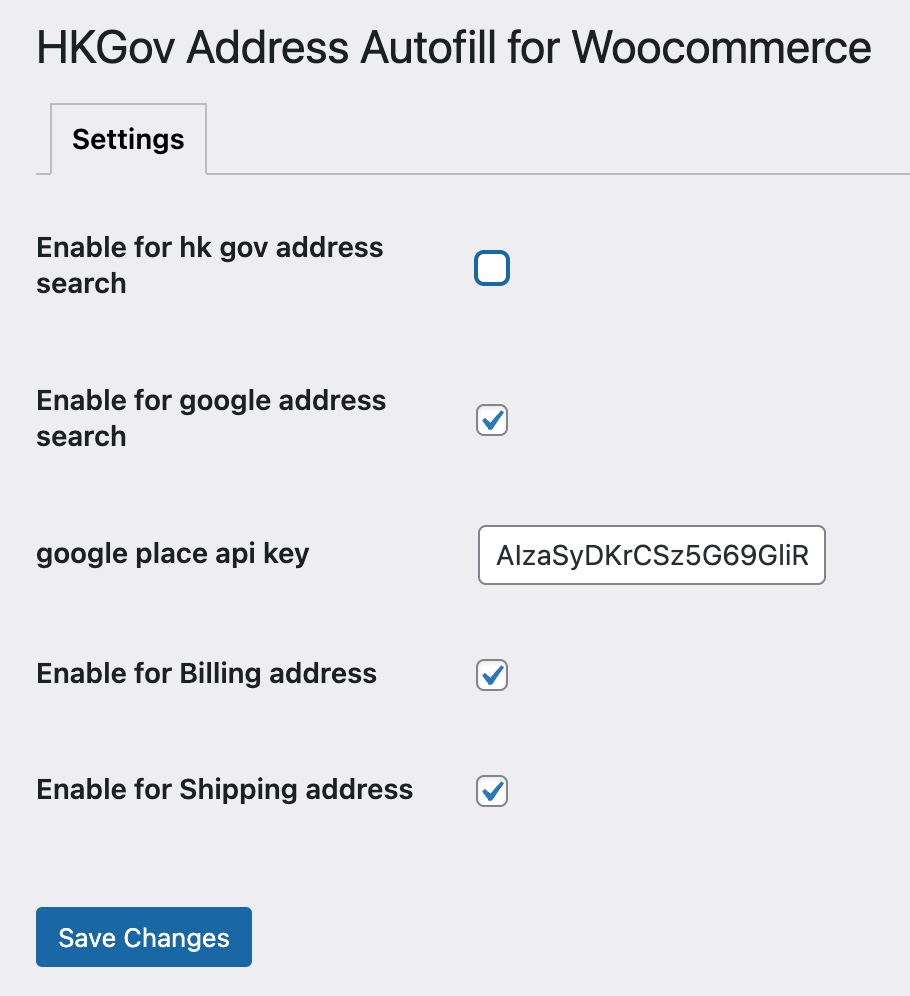 HKGov Address Autofill for Woocommerce
Settings
Enable for hk gov address
search
Enable for google address
search
google place api key
AIzaSyDKrCSz5G69GliR
Enable for Billing address
Enable for Shipping address
Save Changes